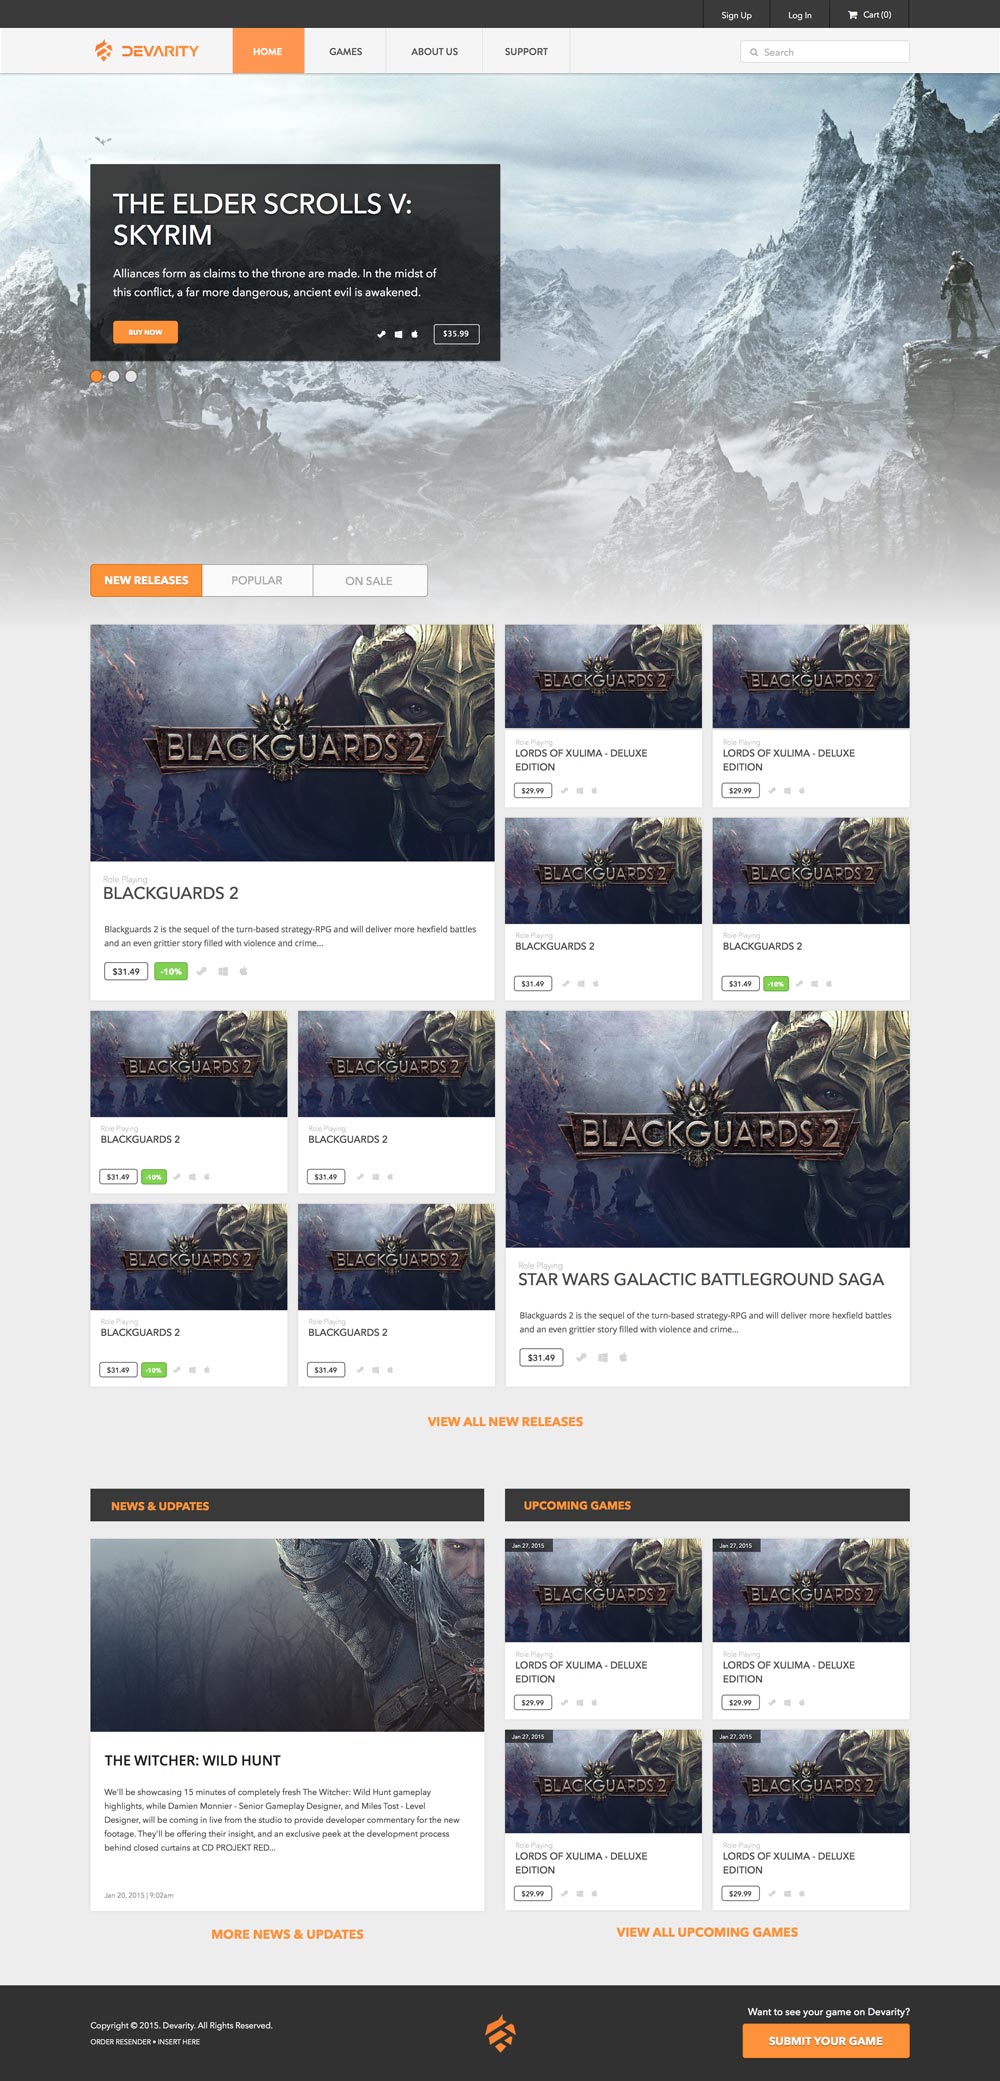 Sign Up
Log In
Cart (0)
DEVARITY
HOME
GAMES
ABOUT US
SUPPORT
Search
THE ELDER SCROLLS V:
SKYRIM
Alliances form as claims to the throne are made. In the midst of
this conflict, a far more dangerous, ancient evil is awakened.
BUY NOW
$35.99
NEW RELEASES
POPULAR
ON SALE
BLACKGUARDS 2
Role Playing
BLACKGUARDS 2
Blackguards 2 is the sequel of the turn-based strategy-RPG and will deliver more hexfield battles
and an even grittier story filled with violence and crime...
$31.49
-10%
BLACKGUARDS 2
Role Playing
LORDS OF XULIMA - DELUXE
EDITION
$29.99
BLACKGUARDS 2
Role Playing
LORDS OF XULIMA - DELUXE
EDITION
$29.99
BLACKGUARDS 2
Role Playing
BLACKGUARDS 2
$31.49
BLACKGUARDS 2
Role Playing
BLACKGUARDS 2
$31.49
-10%
BLACKGUARDS 2
Role Playing
BLACKGUARDS 2
$31.49
-10%
BLACKGUARDS 2
Role Playing
BLACKGUARDS 2
$31.49
BLACKGUARDS 2
Role Playing
BLACKGUARDS 2
$31.49
-10%
BLACKGUARDS 2
Role Playing
BLACKGUARDS 2
$31.49
BLACKGUARDS 2
Role Playing
STAR WARS GALACTIC BATTLEGROUND SAGA
Blackguards 2 is the sequel of the turn-based strategy-RPG and will deliver more hexfield battles
and an even grittier story filled with violence and crime...
$31.49
VIEW ALL NEW RELEASES
NEWS & UDPATES
THE WITCHER: WILD HUNT
We'll be showcasing 15 minutes of completely fresh The Witcher: Wild Hunt gameplay
highlights, while Damien Monnier - Senior Gameplay Designer, and Miles Tost - Level
Designer, will be coming in live from the studio to provide developer commentary for the new
footage. They'll be offering their insight, and an exclusive peek at the development process
behind closed curtains at CD PROJEKT RED...
Jan 20, 2015 | 9:02am
MORE NEWS & UPDATES
UPCOMING GAMES
Jan 27, 2015
BLACKGUARDS 2
Role Playing
LORDS OF XULIMA - DELUXE
EDITION
$29.99
Jan 27, 2015
BLACKGUARDS 2
Role Playing
LORDS OF XULIMA - DELUXE
EDITION
$29.99
Jan 27, 2015
BLACKGUARDS 2
Role Playing
LORDS OF XULIMA - DELUXE
EDITION
$29.99
Jan 27, 2015
BLACKGUARDS 2
Role Playing
LORDS OF XULIMA - DELUXE
EDITION
$29.99
VIEW ALL UPCOMING GAMES
Copyright © 2015. Devarity. All Rights Reserved.
ORDER RESENDER • INSERT HERE
Want to see your game on Devarity?
SUBMIT YOUR GAME